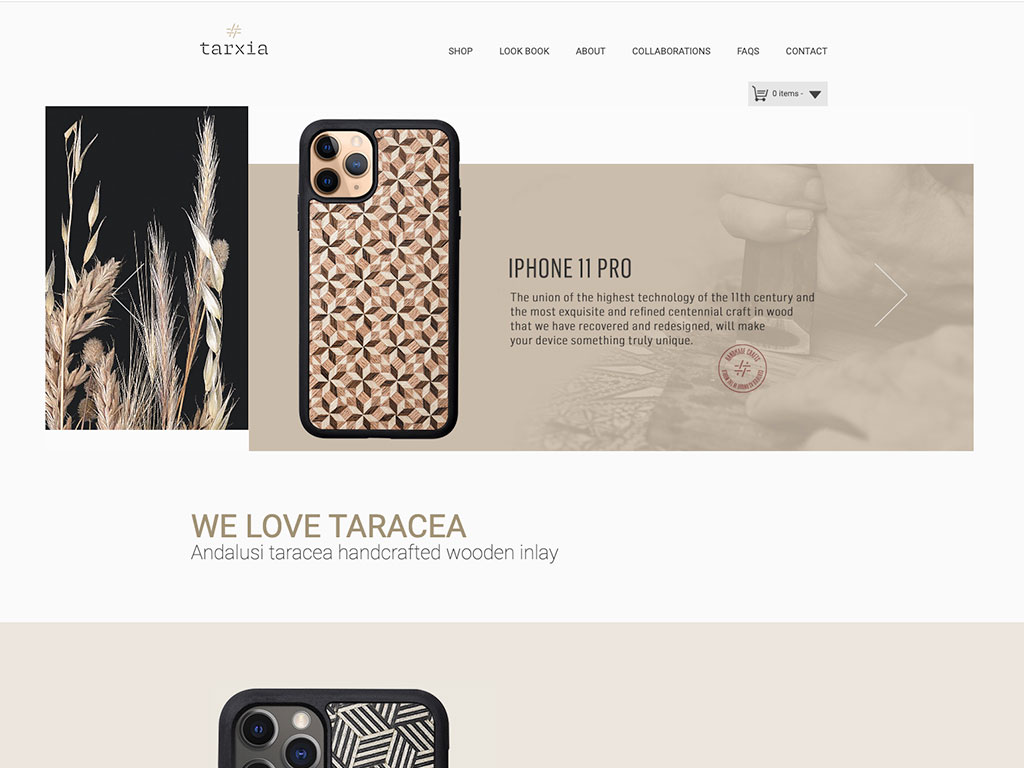 tarxia
SHOP LOOK BOOK ABOUT COLLABORATIONS FAQS CONTACT
0 items -
IPHONE 11 PRO
The union of the highest technology of the 11th century and
the most exquisite and refined centennial craft in wood
that we have recovered and redesigned, will make
your device something truly unique.
HANDMADE CRAFTS
WE LOVE TARACEA
Andalusi taracea handcrafted wooden inlay